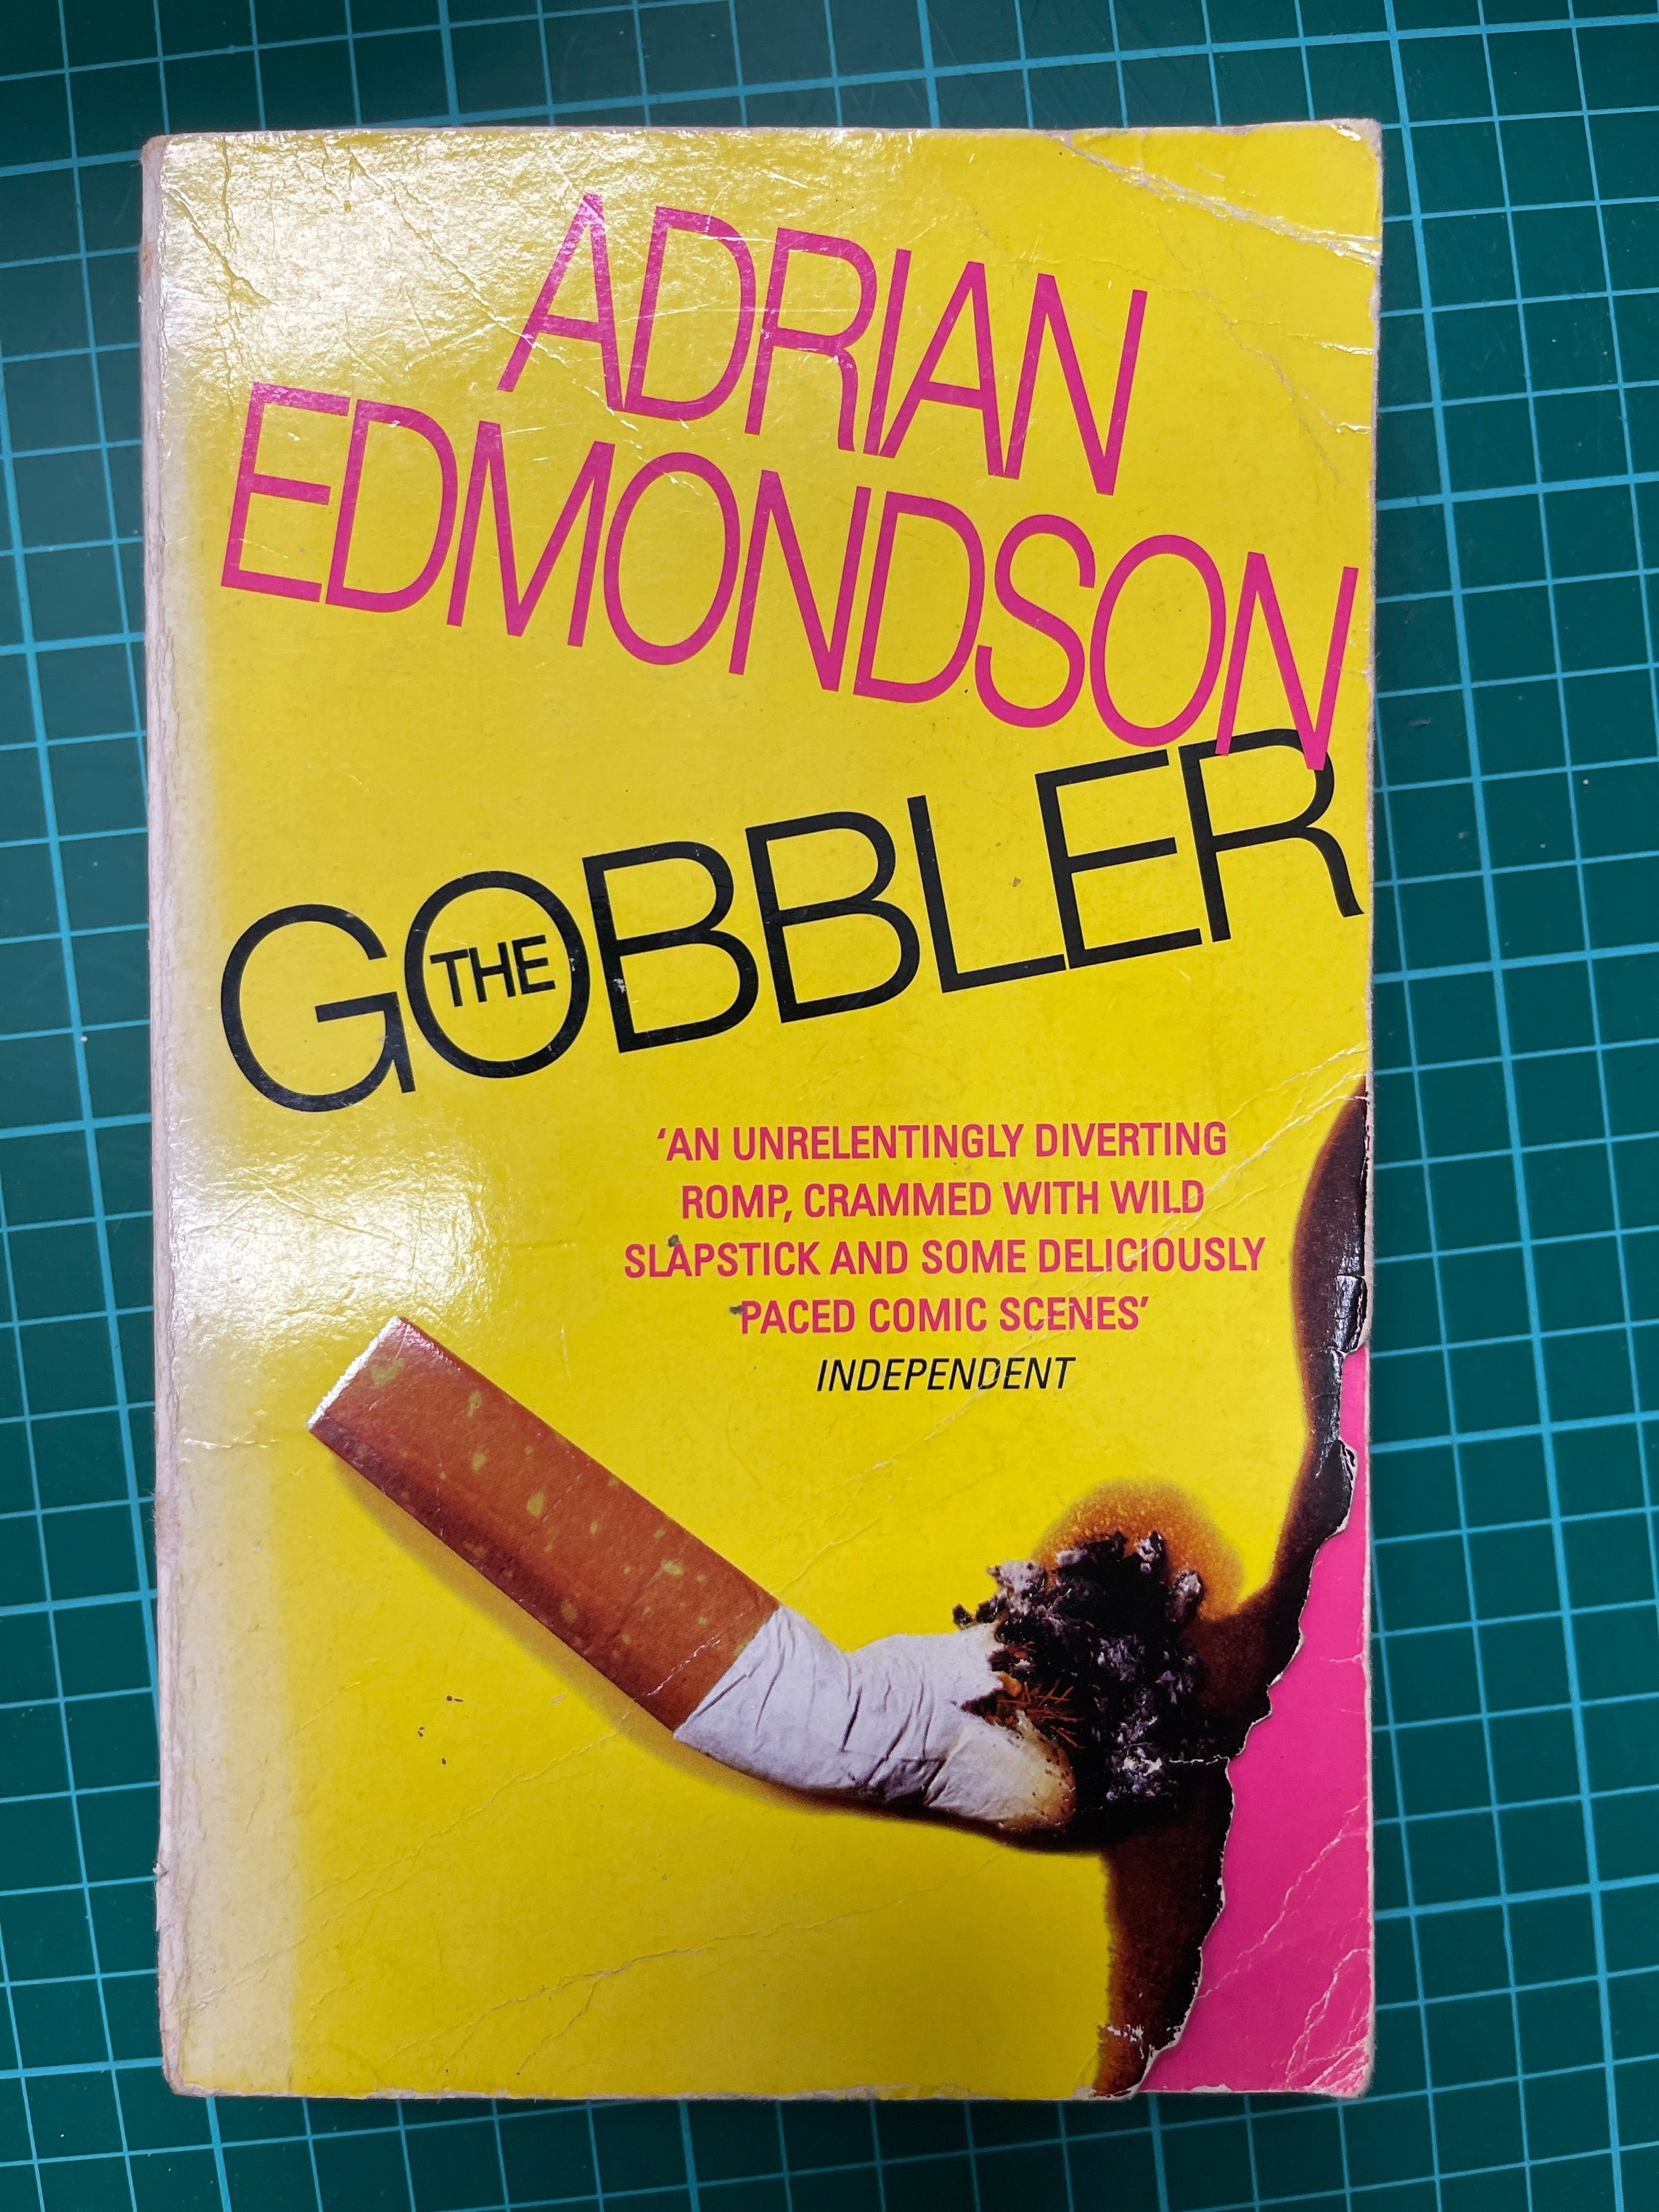 ADRIAN
EDMONDSON
THE
GOBBLER
‘AN UNRELENTINGLY DIVERTING
ROMP, CRAMMED WITH WILD
SLAPSTICK AND SOME DELICIOUSLY
PACED COMIC SCENES’
INDEPENDENT